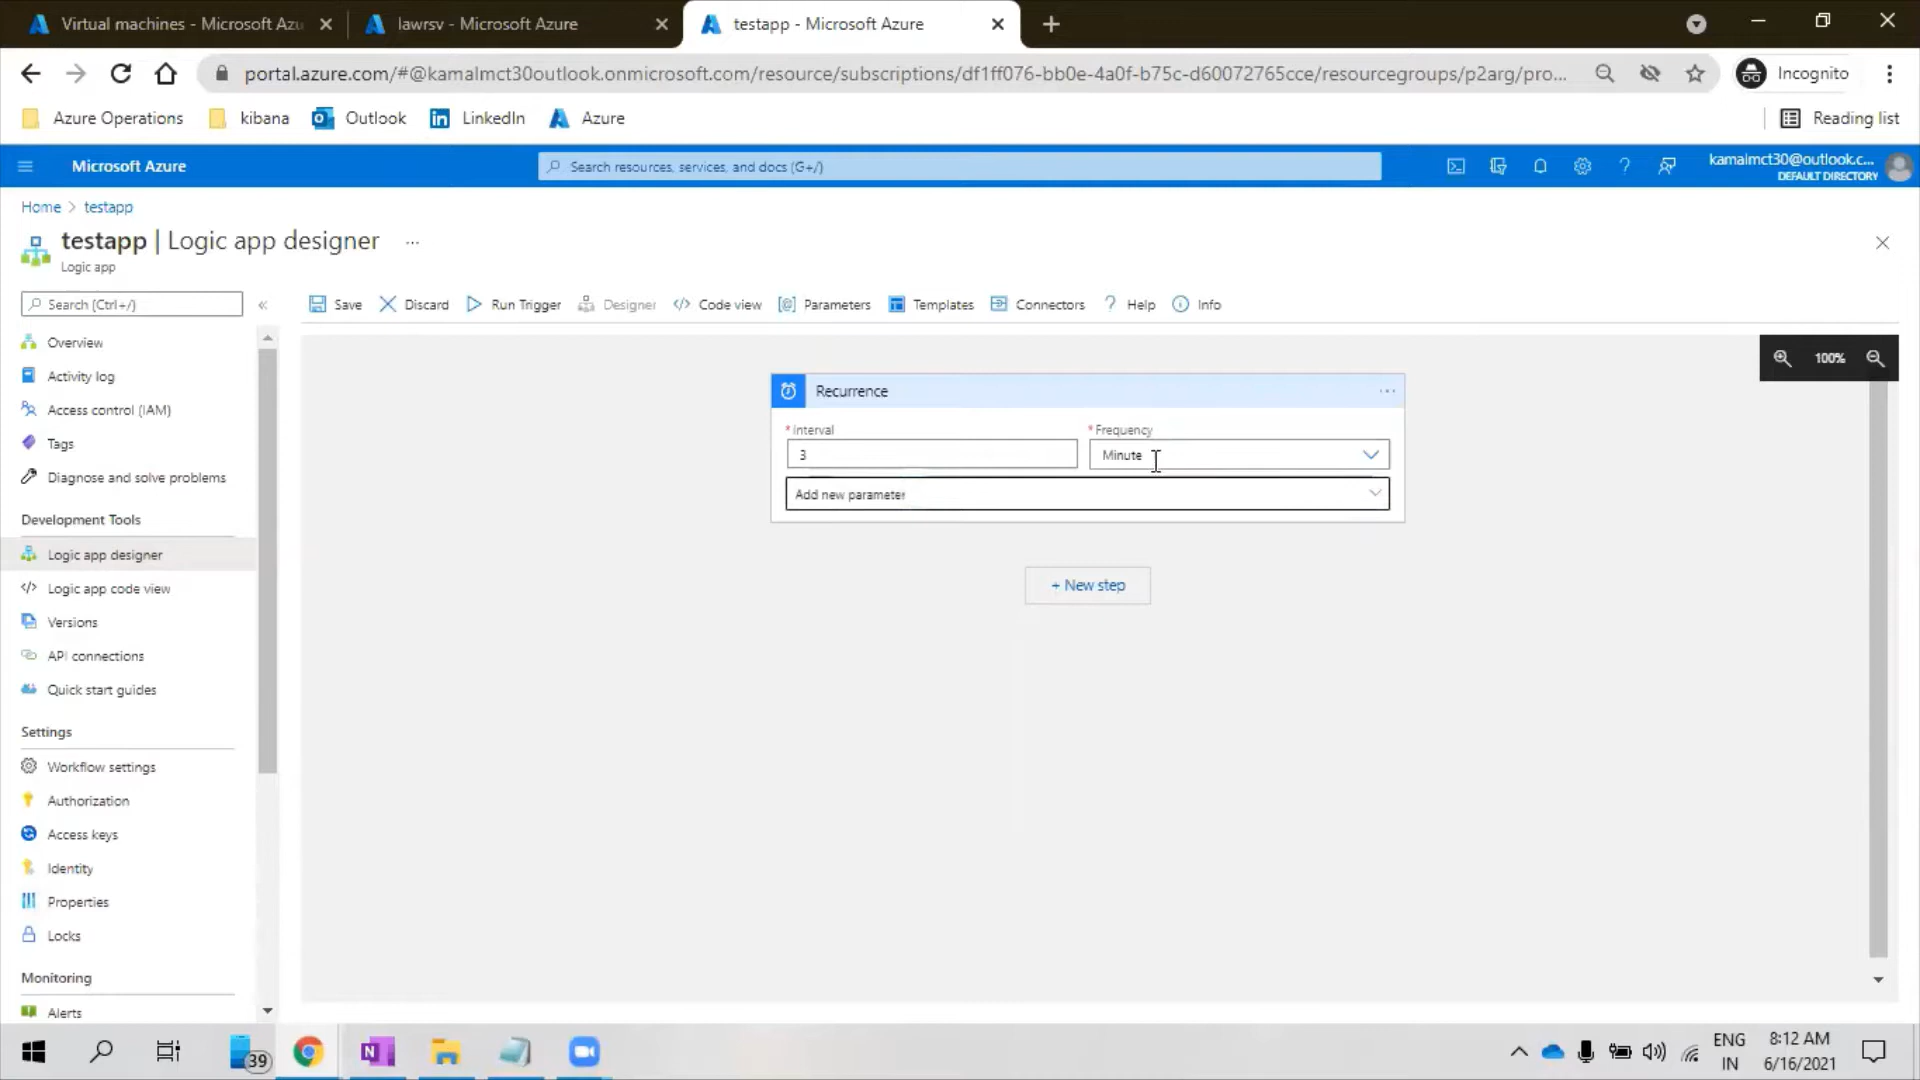 Virtual machines - Microsoft Azu
lawrsv - Microsoft Azure
testapp - Microsoft Azure
portal.azure.com/#@kamalmct30outlook.onmicrosoft.com/resource/subscriptions/df1ff076-bb0e-4a0f-b75c-d60072765cce/resourcegroups/p2arg/pro...
Incognito
Azure Operations
kibana
Outlook
LinkedIn
Azure
Reading list
Microsoft Azure
Search resources, services, and docs (G+/)
kamalmct30@outlook.c...
DEFAULT DIRECTORY
Home > testapp
testapp | Logic app designer ...
Logic app
Search (Ctrl+/)
«
Save
Discard
Run Trigger
Designer
Code view
Parameters
Templates
Connectors
? Help
Info
Overview
Activity log
Access control (IAM)
Tags
Diagnose and solve problems
Development Tools
Logic app designer
Logic app code view
Versions
API connections
Quick start guides
Settings
Workflow settings
Authorization
Access keys
Identity
Properties
Locks
Monitoring
Alerts
100%
Recurrence ...
* Interval
* Frequency
3
Minute
Add new parameter
+ New step
39
N
ENG
IN
8:12 AM
6/16/2021